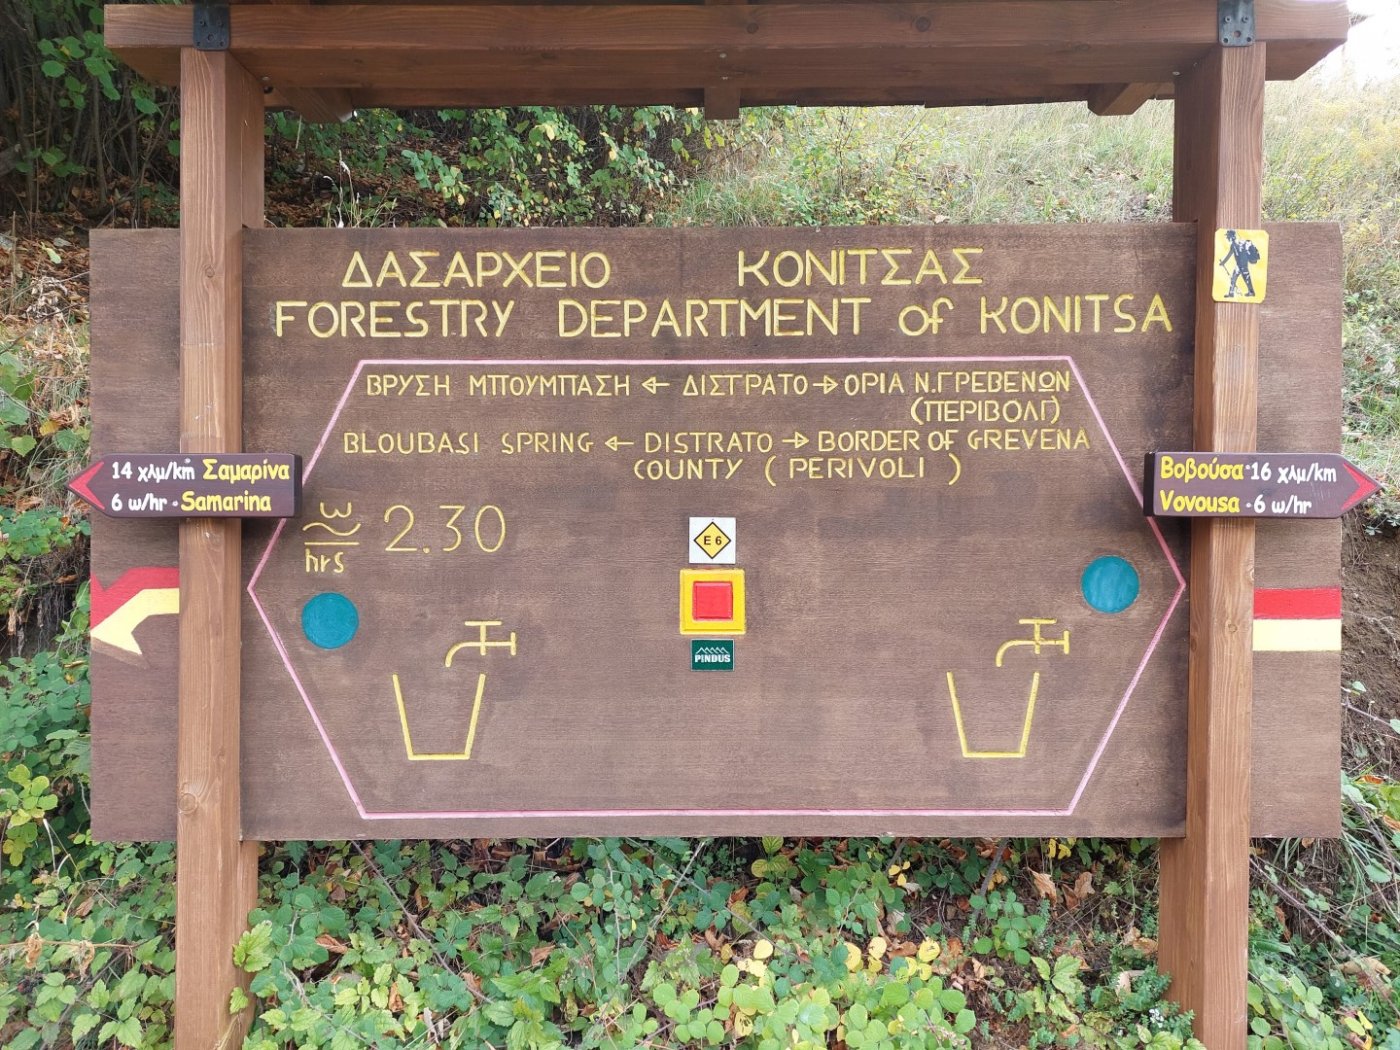 ΔΑΣΑΡΧΕΙΟ ΚΟΝΙΤΣΑΣ
FORESTRY DEPARTMENT of KONITSA
ΒΡΥΣΗ ΜΠΟΥΜΠΑΣΗ ← ΔΙΣΤΡΑΤΟ → ΟΡΙΑ Ν.ΓΡΕΒΕΝΩΝ
(ΠΕΡΙΒΟΛΙ)
BLOUBASI SPRING ← DISTRATO → BORDER OF GREVENA
COUNTY (PERIVOLI)
14 χλμ/km Σαμαρίνα
6 ω/hr - Samarina
Βοβούσα - 16 χλμ/km
Vovousa - 6 ω/hr
ω
hrs
2.30
E 6
PINDUS